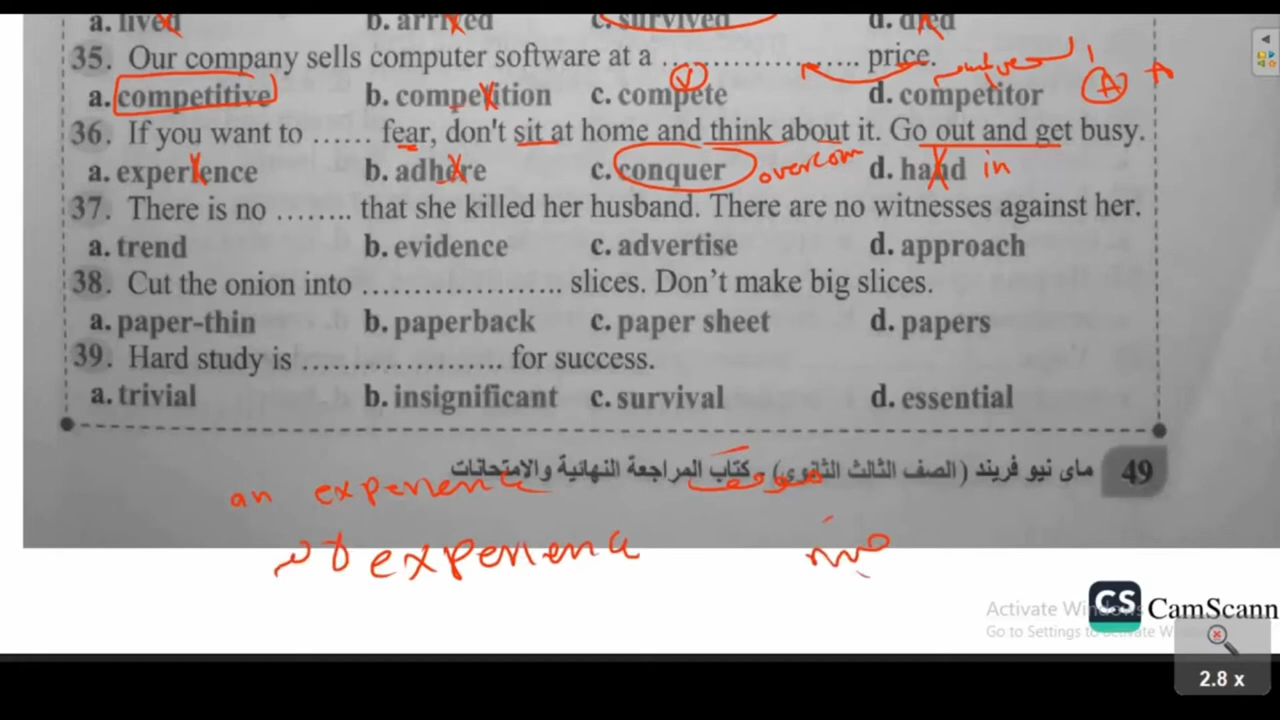 a. lived b. arrived c. survived d. died
35. Our company sells computer software at a ...................... price.
a. competitive b. competition c. compete d. competitor
36. If you want to ...... fear, don't sit at home and think about it. Go out and get busy.
a. experience b. adhere c. conquer overcom d. hand in
37. There is no ........ that she killed her husband. There are no witnesses against her.
a. trend b. evidence c. advertise d. approach
38. Cut the onion into ...................... slices. Don't make big slices.
a. paper-thin b. paperback c. paper sheet d. papers
39. Hard study is ...................... for success.
a. trivial b. insignificant c. survival d. essential
49 ماى نيو فريند (الصف الثالث الثانوى) - كتاب المراجعة النهائية والامتحانات
an experience
experience
Activate Windows
CS CamScann
Go to Settings to Activate W
2.8 x